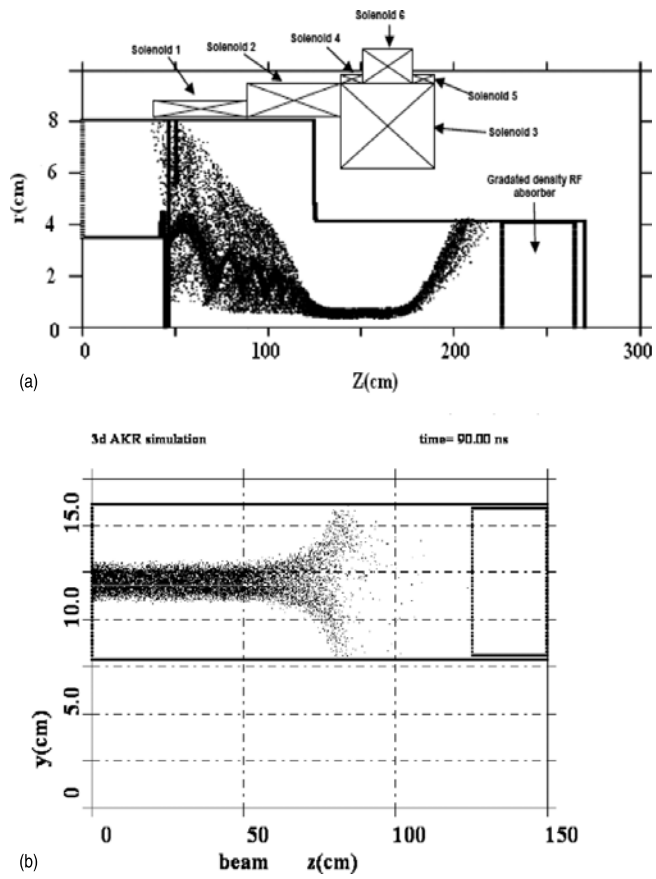 Solenoid 6
Solenoid 4
Solenoid 2
Solenoid 1
Solenoid 5
Solenoid 3
Gradated density RF
absorber
8
6
4
2
0
r(cm)
0
100
200
300
Z(cm)
(a)
3d AKR simulation
time= 90.00 ns
15.0
10.0
5.0
0
y(cm)
0
50
100
150
beam
z(cm)
(b)